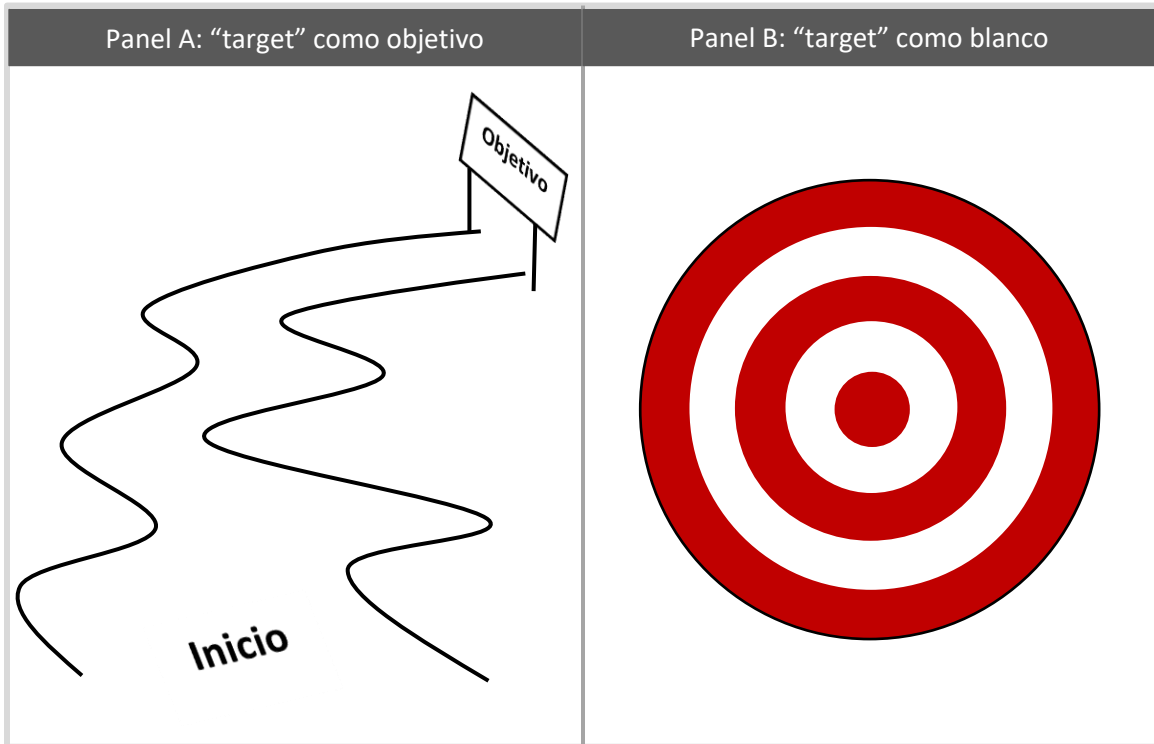 Panel A: “target” como objetivo
Panel B: “target” como blanco
Objetivo
Inicio